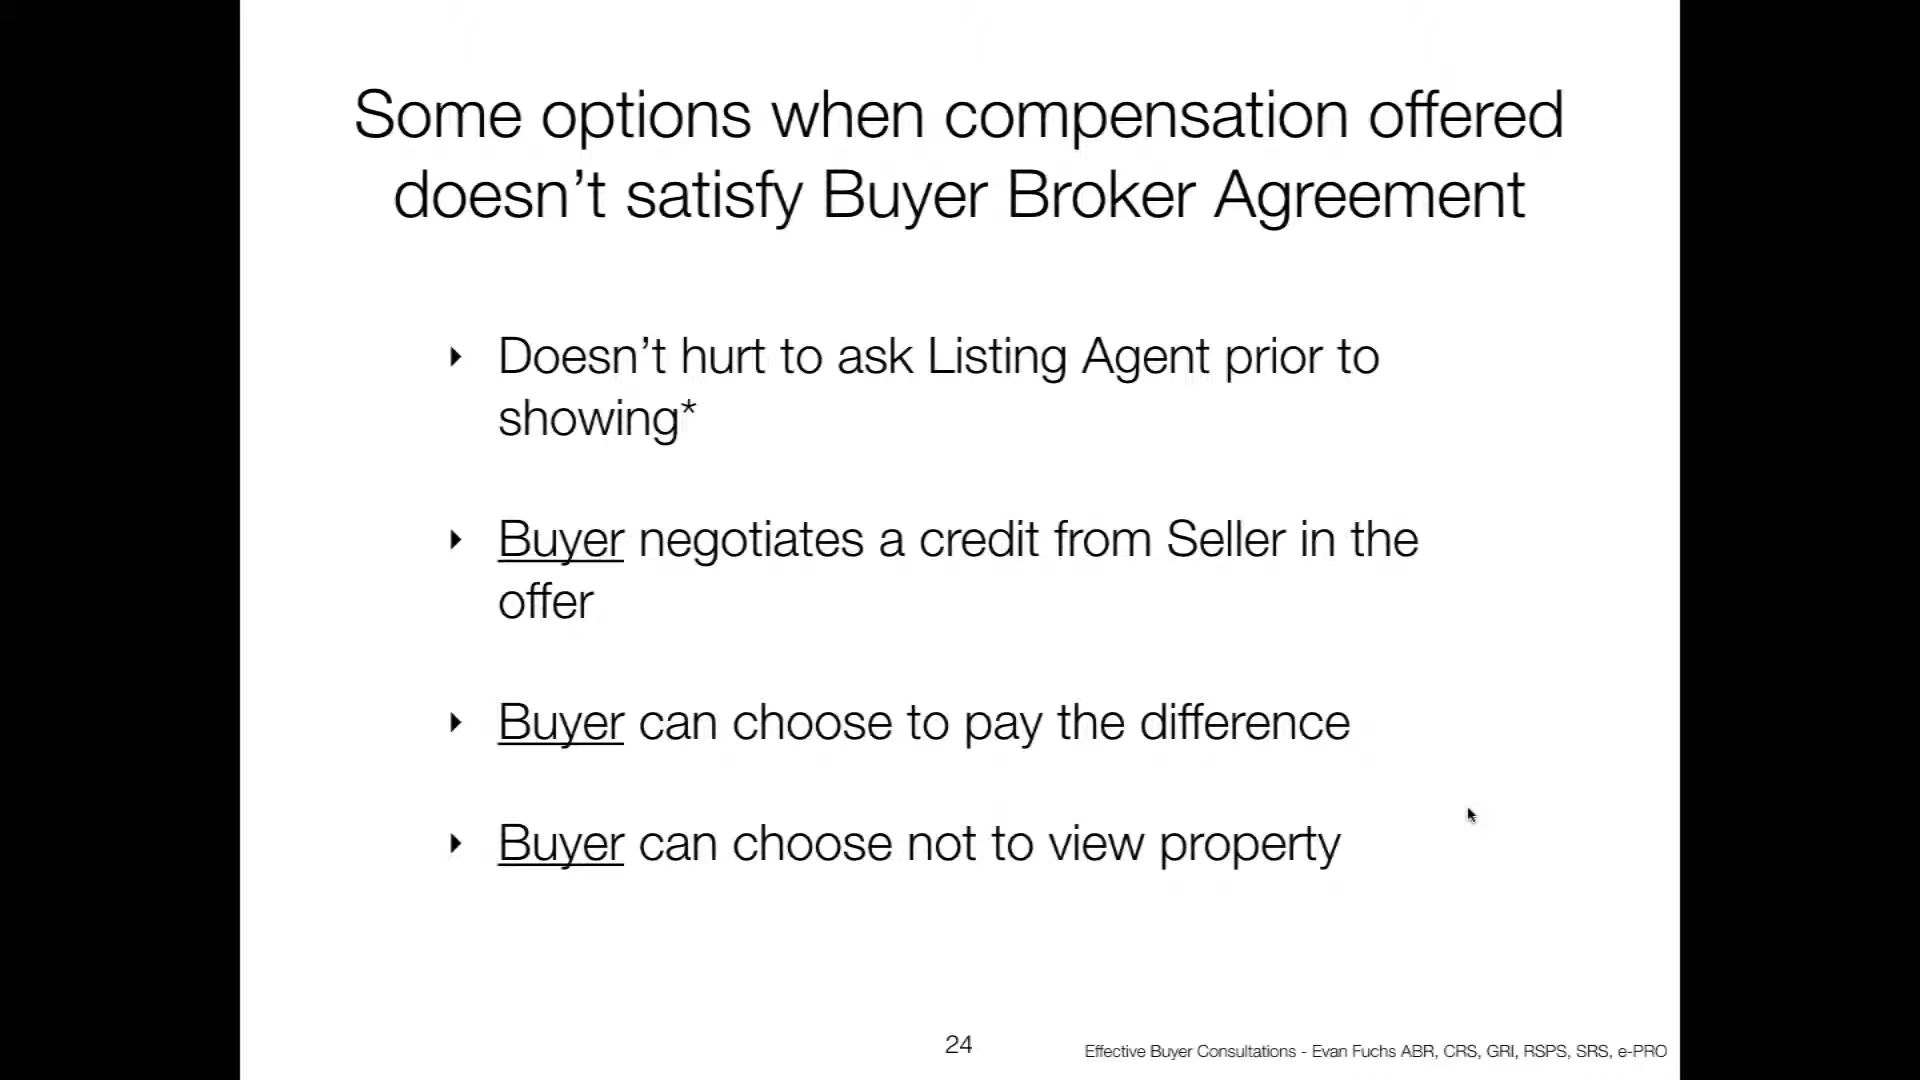 Some options when compensation offered
doesn’t satisfy Buyer Broker Agreement
‣ Doesn’t hurt to ask Listing Agent prior to
showing*
‣ Buyer negotiates a credit from Seller in the
offer
‣ Buyer can choose to pay the difference
‣ Buyer can choose not to view property
24
Effective Buyer Consultations - Evan Fuchs ABR, CRS, GRI, RSPS, SRS, e-PRO